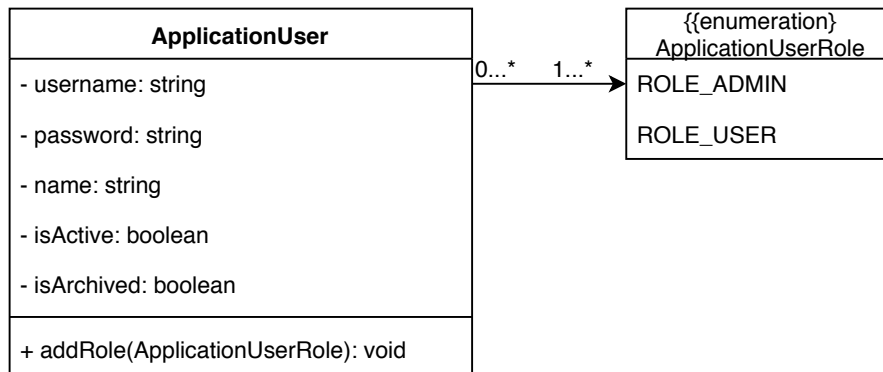 ApplicationUser
- username: string
- password: string
- name: string
- isActive: boolean
- isArchived: boolean
+ addRole(ApplicationUserRole): void
0...*
1...*
{{enumeration}
ApplicationUserRole
ROLE_ADMIN
ROLE_USER